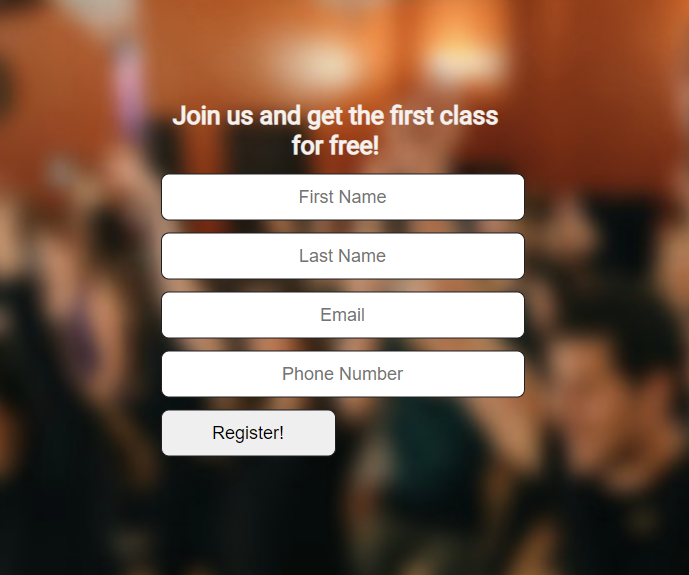 Join us and get the first class
for free!
First Name
Last Name
Email
Phone Number
Register!